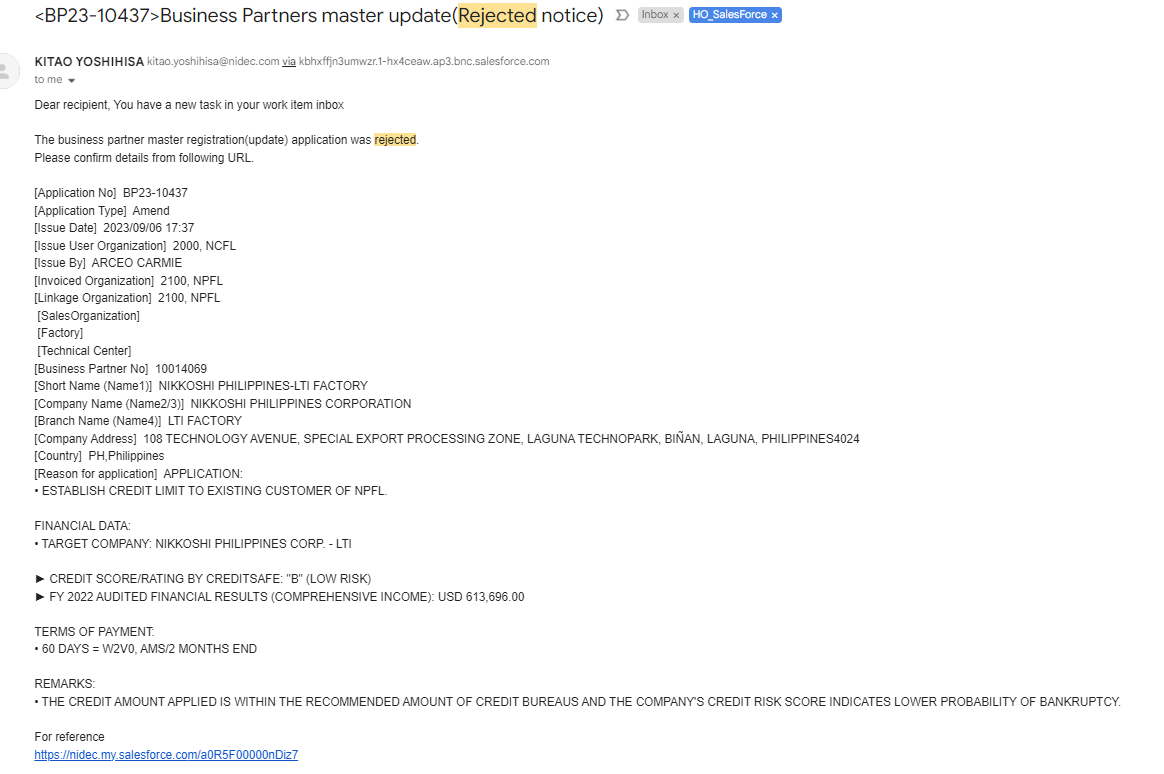 <BP23-10437>Business Partners master update(Rejected notice) Inbox × HO_SalesForce ×
KITAO YOSHIHISA kitao.yoshihisa@nidec.com via kbhxffjn3umwzr.1-hx4ceaw.ap3.bnc.salesforce.com
to me
Dear recipient, You have a new task in your work item inbox
The business partner master registration(update) application was rejected.
Please confirm details from following URL.
[Application No]  BP23-10437
[Application Type]  Amend
[Issue Date]  2023/09/06 17:37
[Issue User Organization]  2000, NCFL
[Issue By]  ARCEO CARMIE
[Invoiced Organization]  2100, NPFL
[Linkage Organization]  2100, NPFL
[SalesOrganization]
[Factory]
[Technical Center]
[Business Partner No]  10014069
[Short Name (Name1)]  NIKKOSHI PHILIPPINES-LTI FACTORY
[Company Name (Name2/3)]  NIKKOSHI PHILIPPINES CORPORATION
[Branch Name (Name4)]  LTI FACTORY
[Company Address]  108 TECHNOLOGY AVENUE, SPECIAL EXPORT PROCESSING ZONE, LAGUNA TECHNOPARK, BIÑAN, LAGUNA, PHILIPPINES4024
[Country]  PH,Philippines
[Reason for application]  APPLICATION:
• ESTABLISH CREDIT LIMIT TO EXISTING CUSTOMER OF NPFL.
FINANCIAL DATA:
• TARGET COMPANY: NIKKOSHI PHILIPPINES CORP. - LTI
► CREDIT SCORE/RATING BY CREDITSAFE: "B" (LOW RISK)
► FY 2022 AUDITED FINANCIAL RESULTS (COMPREHENSIVE INCOME): USD 613,696.00
TERMS OF PAYMENT:
• 60 DAYS = W2V0, AMS/2 MONTHS END
REMARKS:
• THE CREDIT AMOUNT APPLIED IS WITHIN THE RECOMMENDED AMOUNT OF CREDIT BUREAUS AND THE COMPANY'S CREDIT RISK SCORE INDICATES LOWER PROBABILITY OF BANKRUPTCY.
For reference
https://nidec.my.salesforce.com/a0R5F00000nDiz7